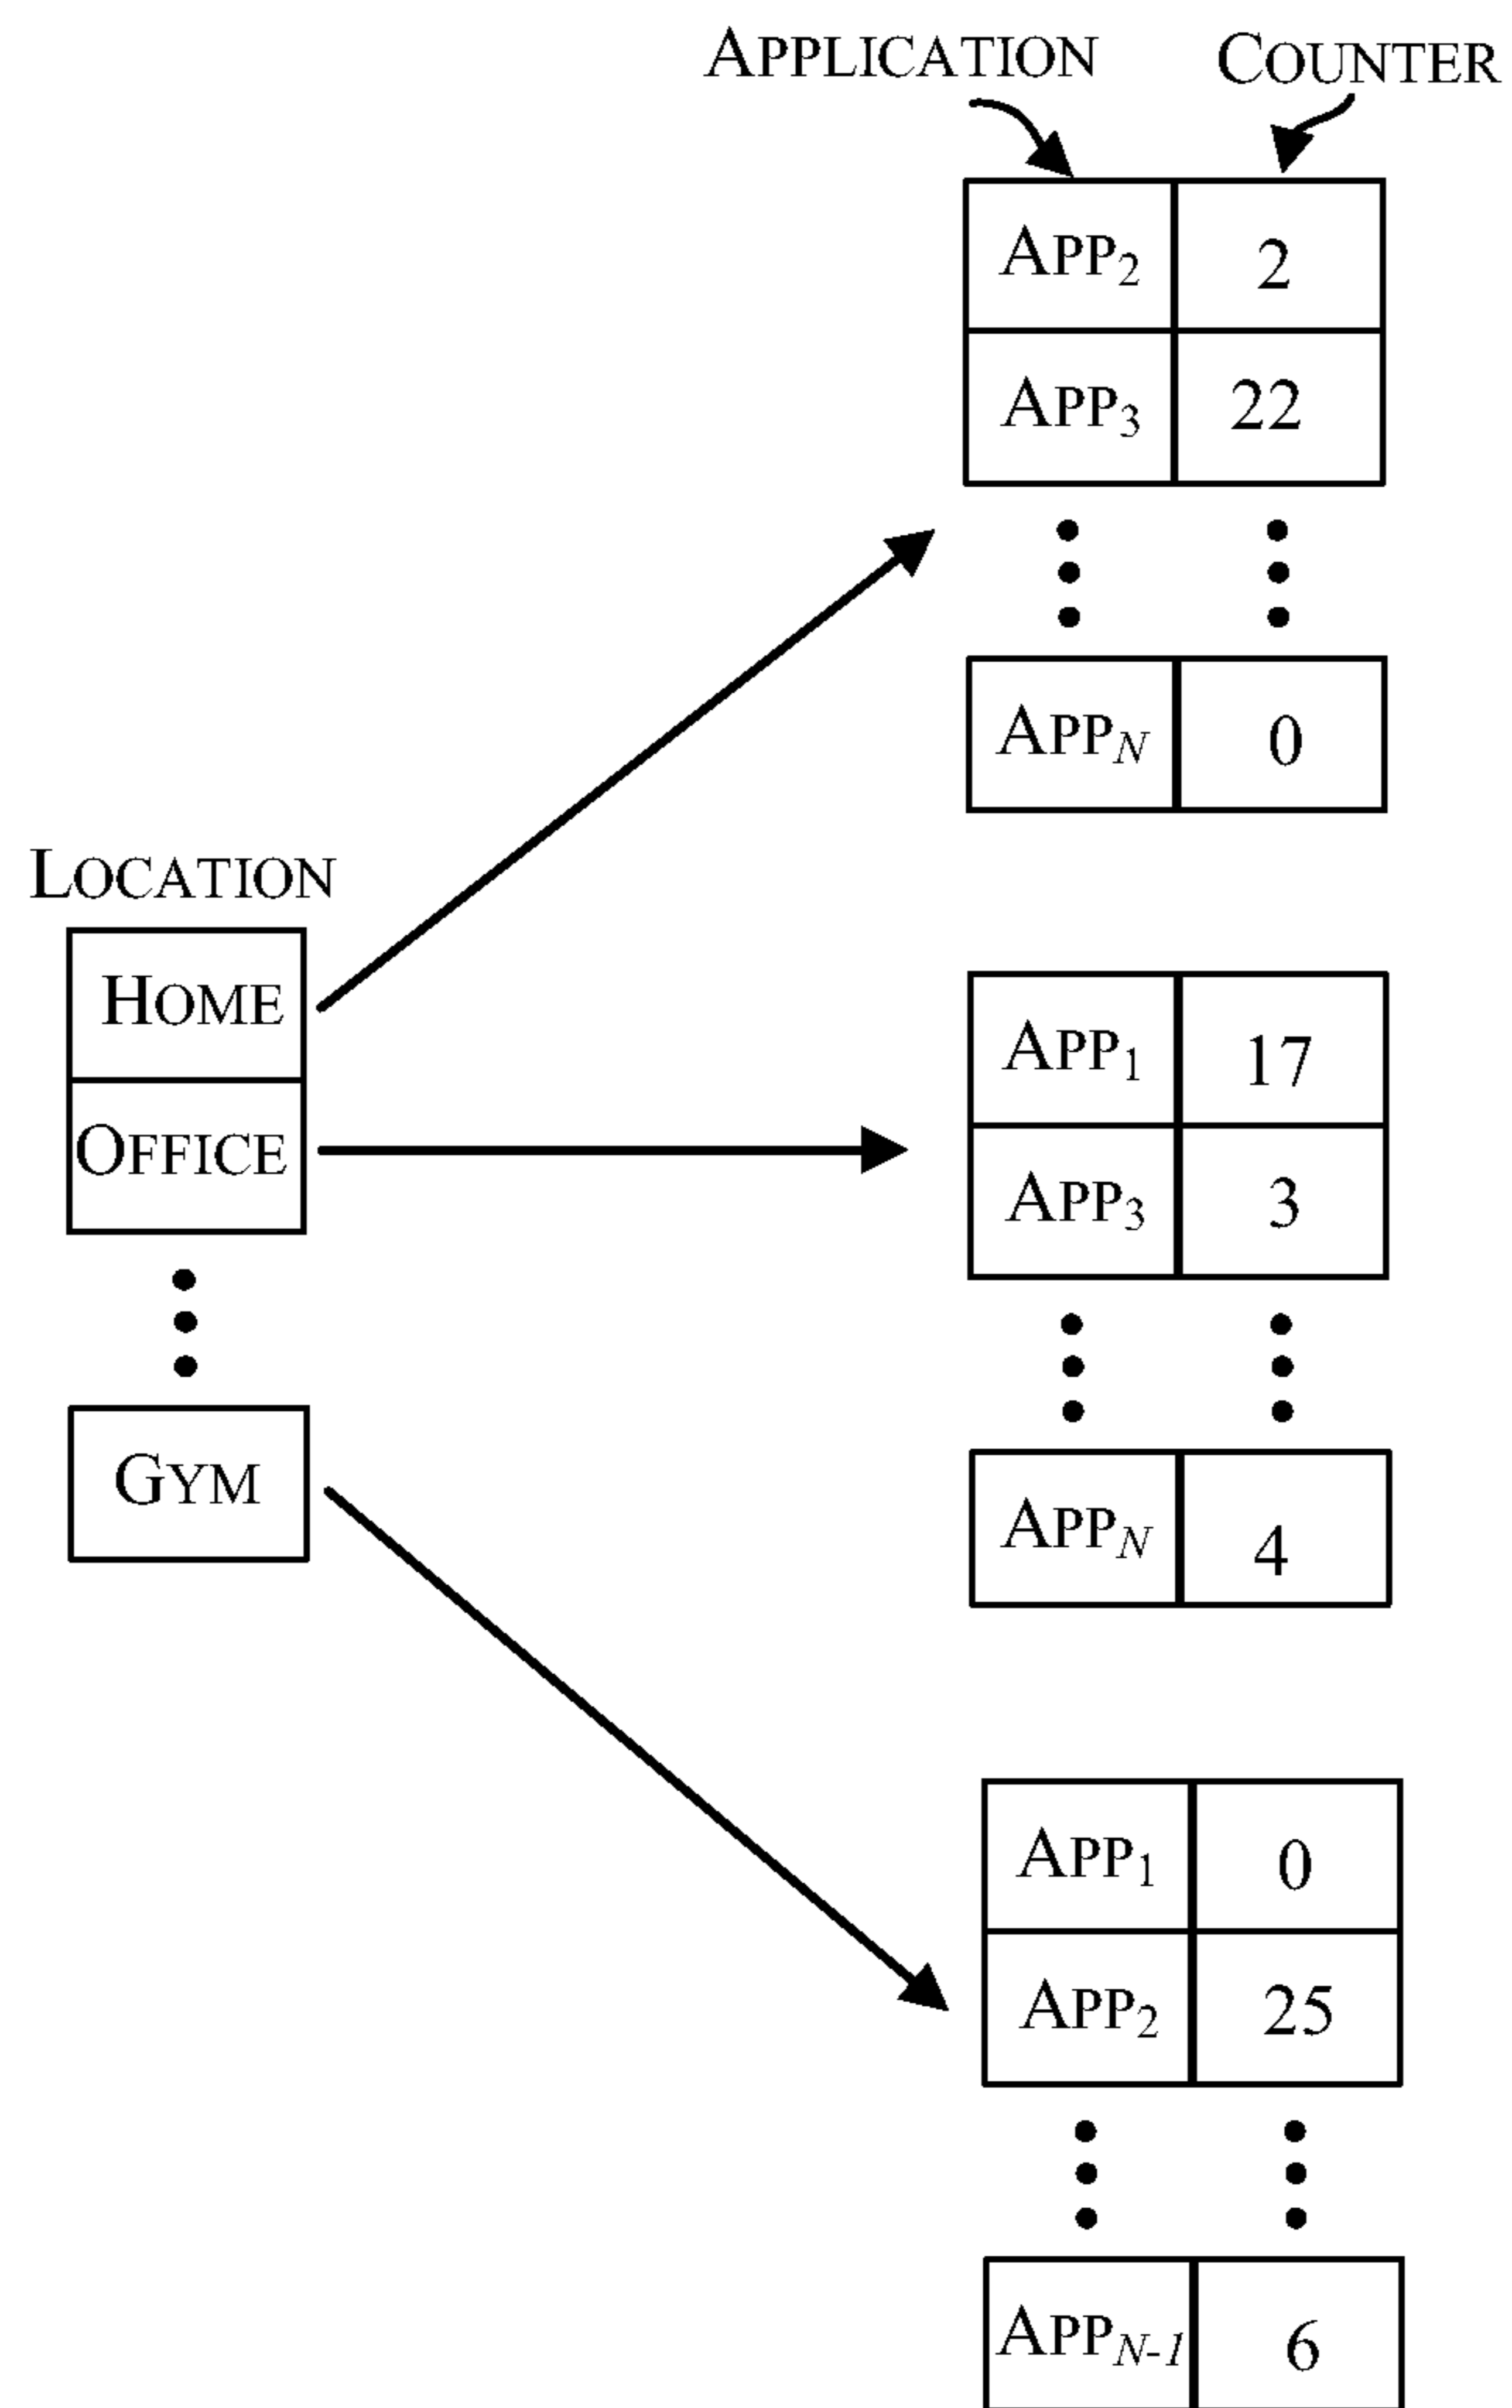 APPLICATION COUNTER
APP2 2
APP3 22
APPN 0
LOCATION
HOME
OFFICE
GYM
APP1 17
APP3 3
APPN 4
APP1 0
APP2 25
APPN-1 6